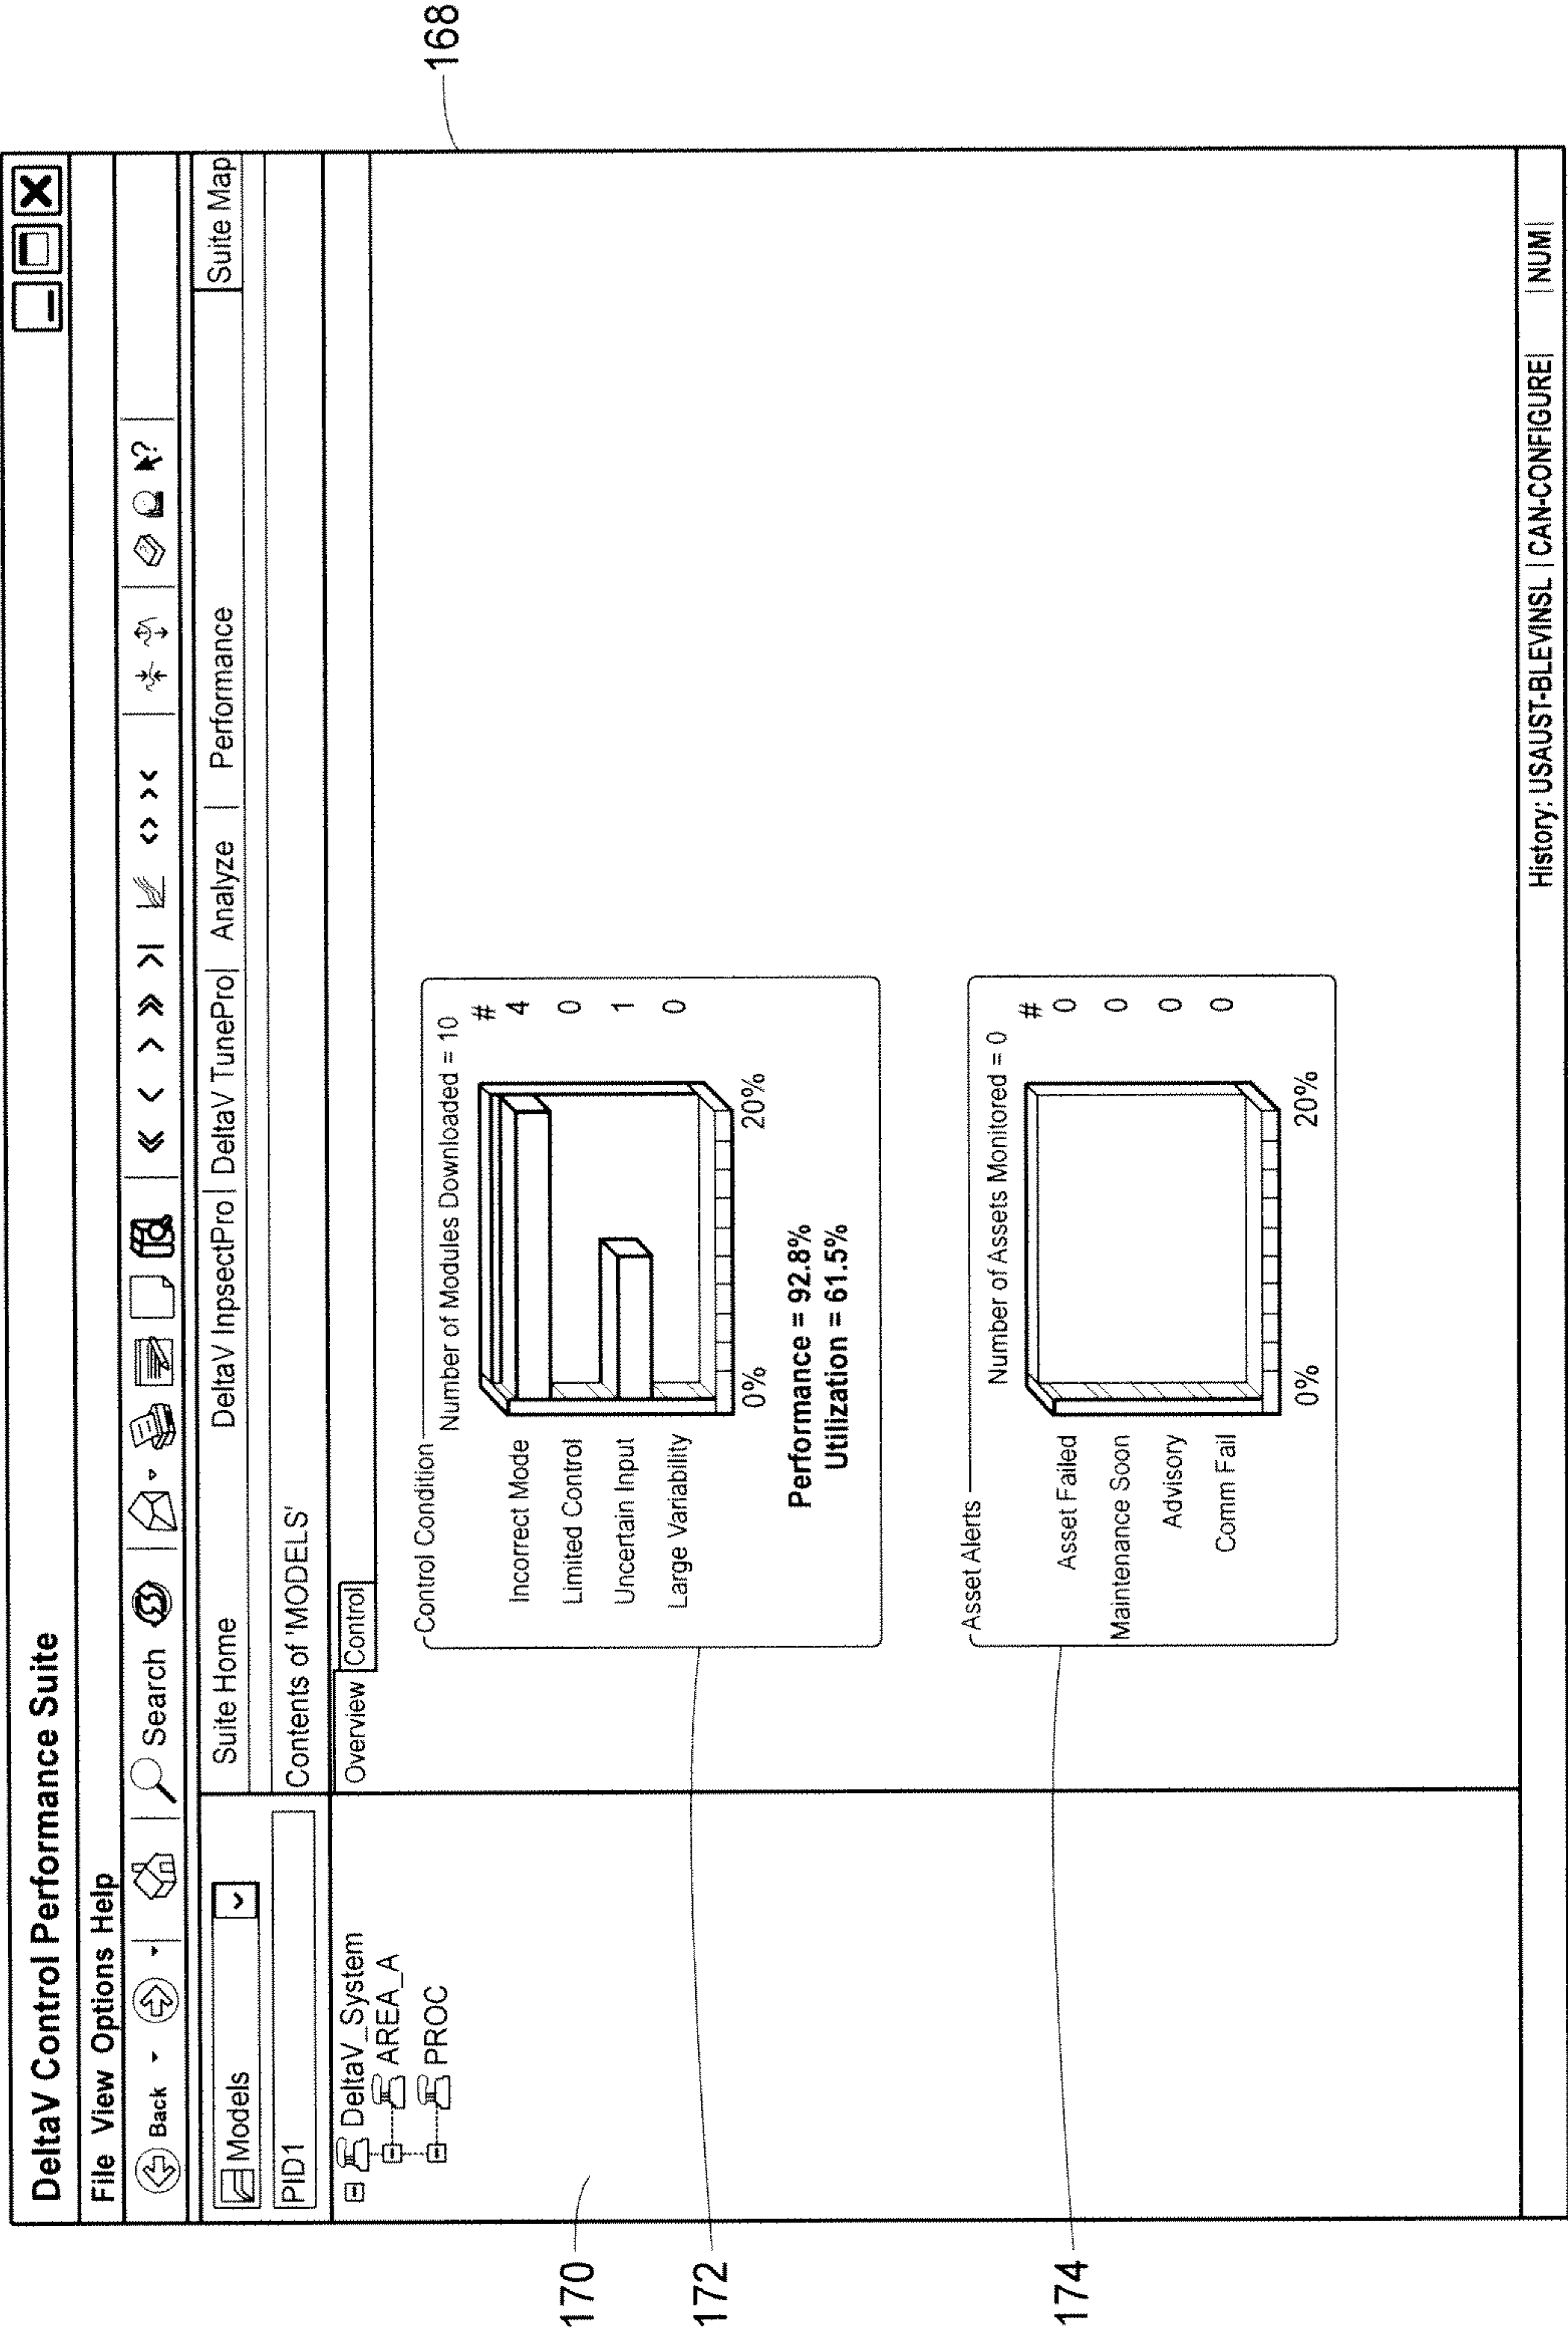 DeltaV Control Performance Suite
File View Options Help
Back Search
Models
Suite Home DeltaV InpsectPro DeltaV TunePro Analyze Performance Suite Map
PID1
Contents of 'MODELS'
Overview Control
DeltaV_System
AREA_A
PROC
168
Control Condition
Number of Modules Downloaded = 10
#
Incorrect Mode 4
Limited Control 0
Uncertain Input 1
Large Variability 0
0% 20%
Performance = 92.8%
Utilization = 61.5%
170
172
Asset Alerts
Number of Assets Monitored = 0
#
Asset Failed 0
Maintenance Soon 0
Advisory 0
Comm Fail 0
0% 20%
174
History: USAUST-BLEVINSL CAN-CONFIGURE NUM